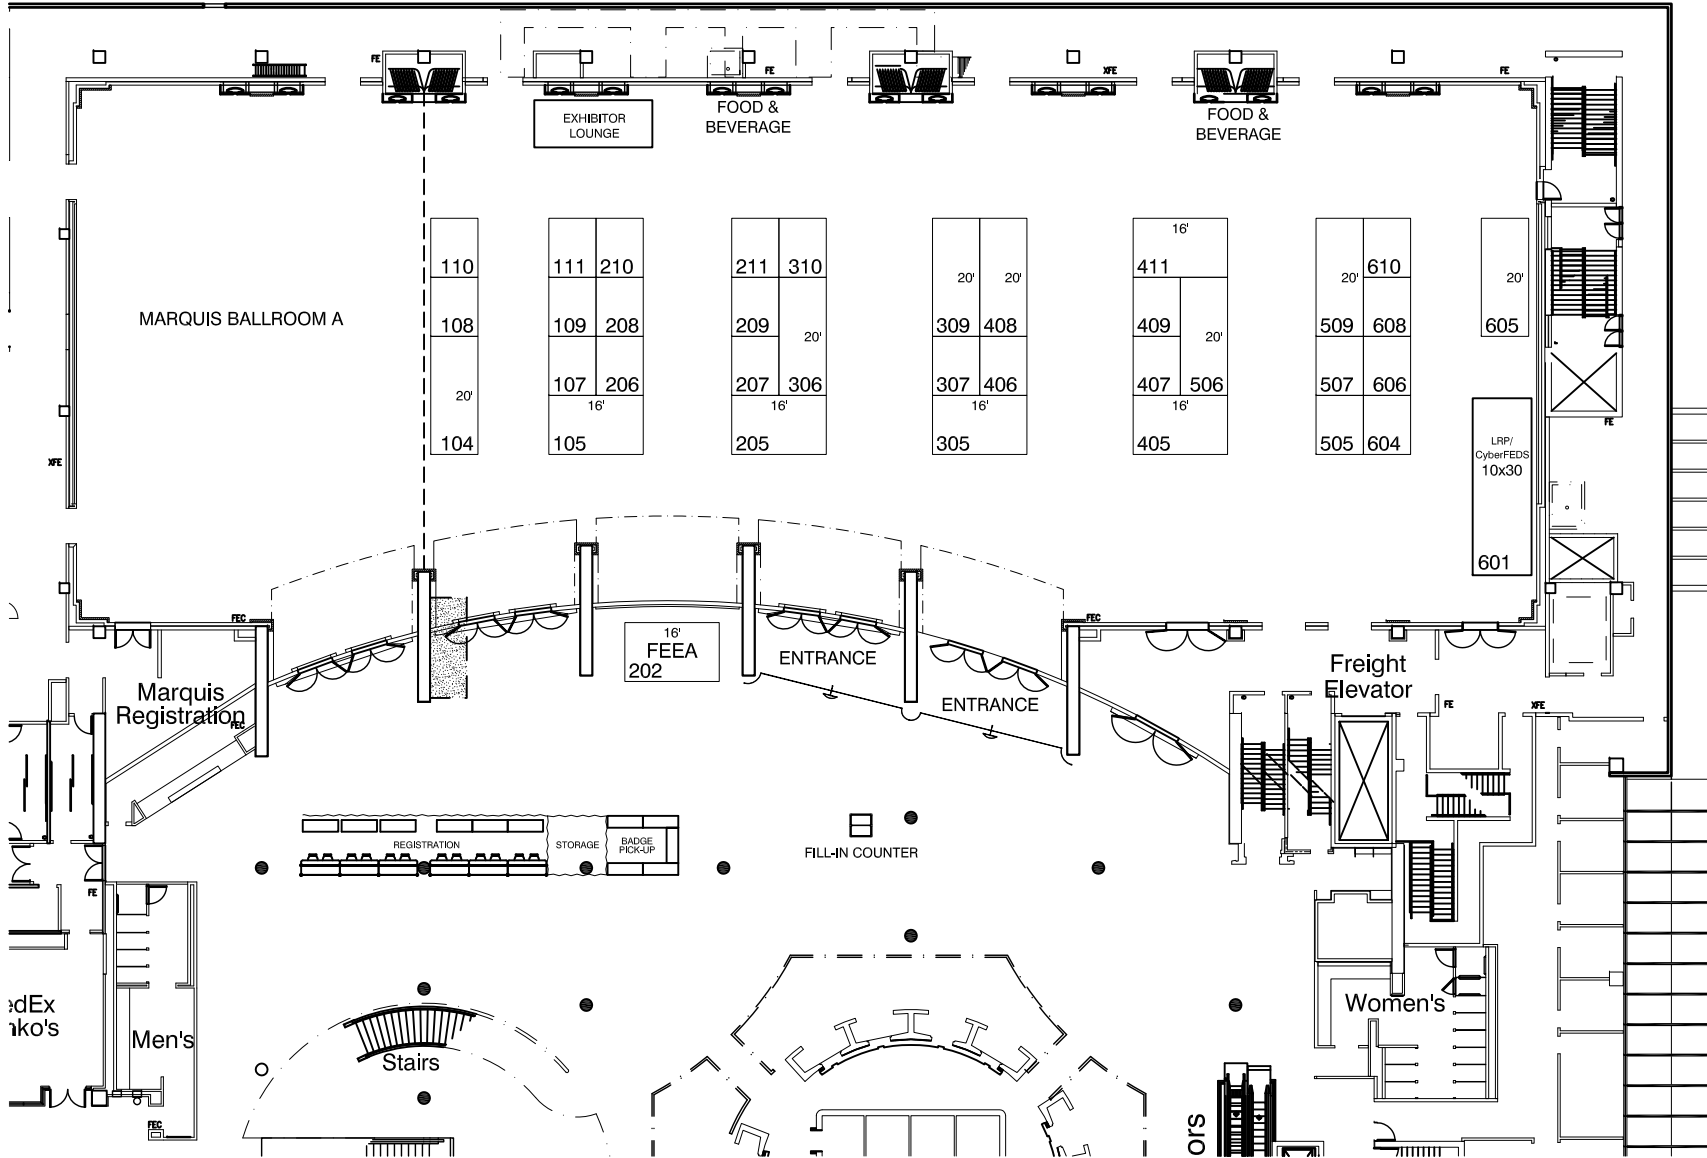 FE
FE
XFE
FE
EXHIBITOR
LOUNGE
FOOD &
BEVERAGE
FOOD &
BEVERAGE
MARQUIS BALLROOM A
110
108
20'
104
111 210
109 208
107 206
16'
105
211 310
209
20'
207 306
16'
205
20' 20'
309 408
307 406
16'
305
16'
411
409
20'
407 506
16'
405
610
20'
509 608
507 606
505 604
20'
605
LRP/
CyberFEDS
10x30
601
FE
XFE
FEC
FEC
16'
FEEA
202
ENTRANCE
ENTRANCE
Freight
Elevator
FE
XFE
Marquis
Registration
FEC
REGISTRATION
STORAGE
BADGE
PICK-UP
FILL-IN COUNTER
FE
edEx
nko's
Men's
Stairs
Women's
FEC
ors